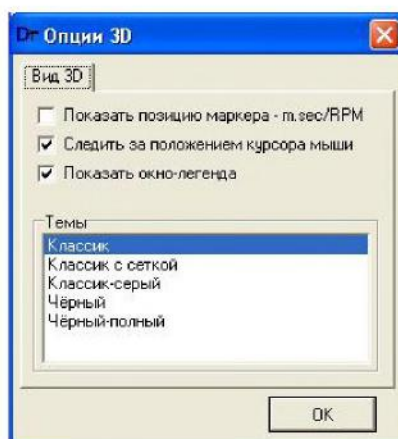 Dr Опции 3D
Вид 3D
Показать позицию маркера - m.sec/RPM
Следить за положением курсора мыши
Показать окно-легенда
Темы
Классик
Классик с сеткой
Классик-серый
Чёрный
Чёрный-полный
OK